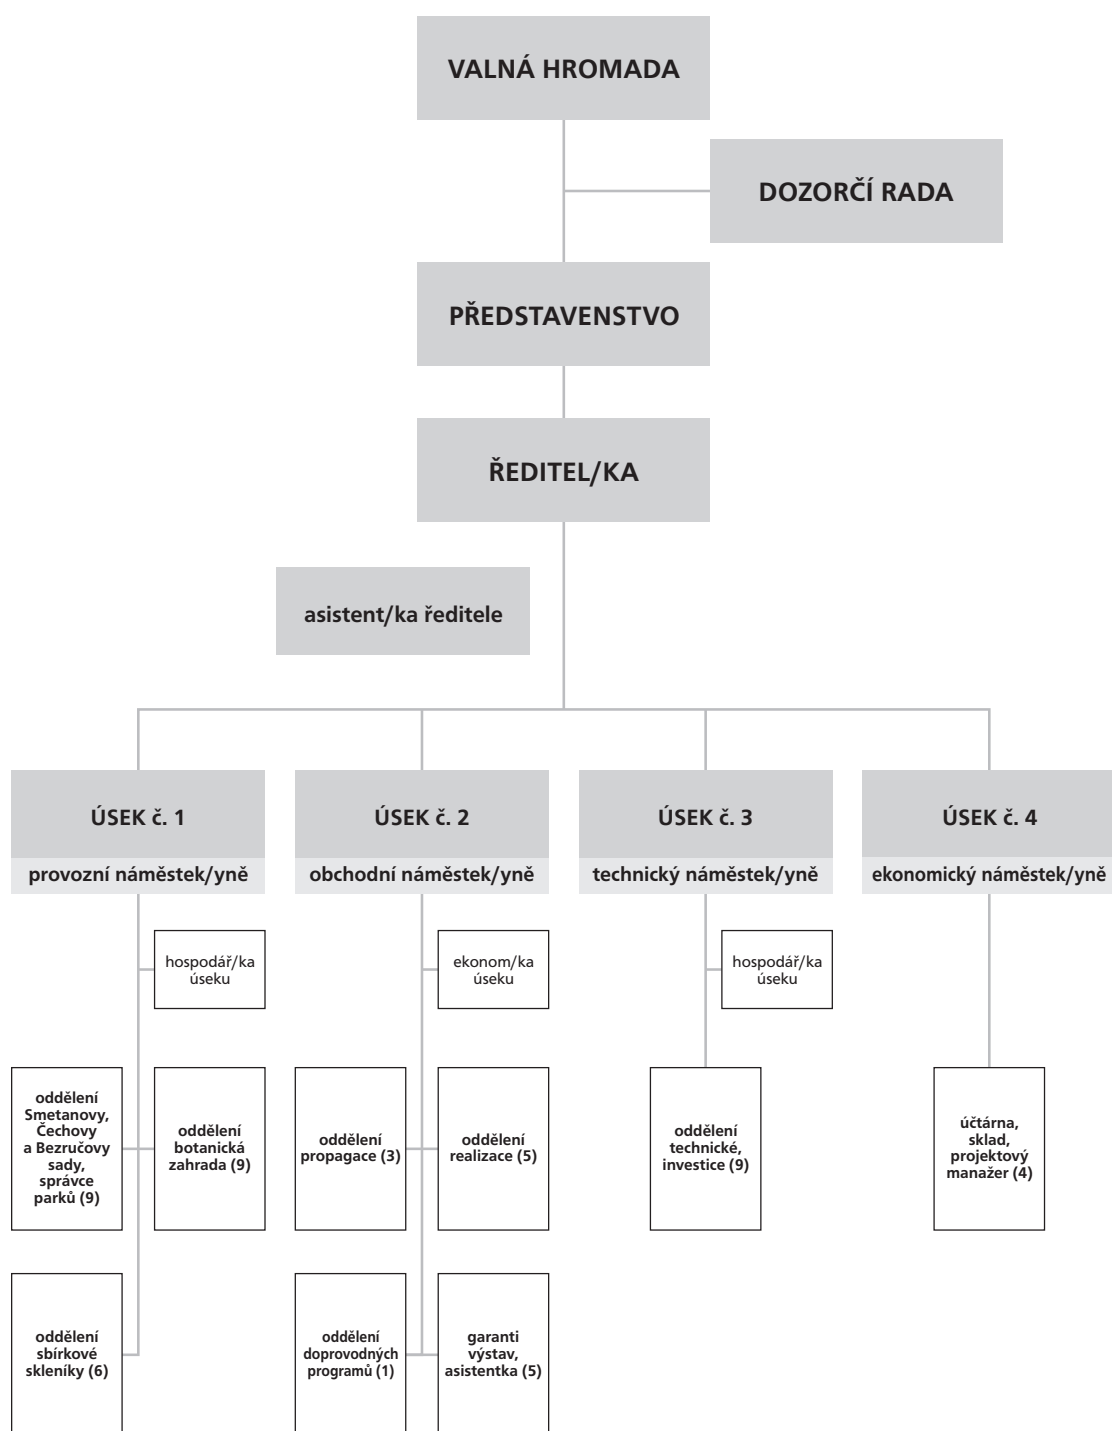 VALNÁ HROMADA
DOZORČÍ RADA
PŘEDSTAVENSTVO
ŘEDITEL/KA
asistent/ka ředitele
ÚSEK č. 1
provozní náměstek/yně
ÚSEK č. 2
obchodní náměstek/yně
ÚSEK č. 3
technický náměstek/yně
ÚSEK č. 4
ekonomický náměstek/yně
hospodář/ka
úseku
ekonom/ka
úseku
hospodář/ka
úseku
oddělení
Smetanovy,
Čechovy
a Bezručovy
sady,
správce
parků (9)
oddělení
botanická
zahrada (9)
oddělení
propagace (3)
oddělení
realizace (5)
oddělení
technické,
investice (9)
účtárna,
sklad,
projektový
manažer (4)
oddělení
sbírkové
skleníky (6)
oddělení
doprovodných
programů (1)
garanti
výstav,
asistentka (5)